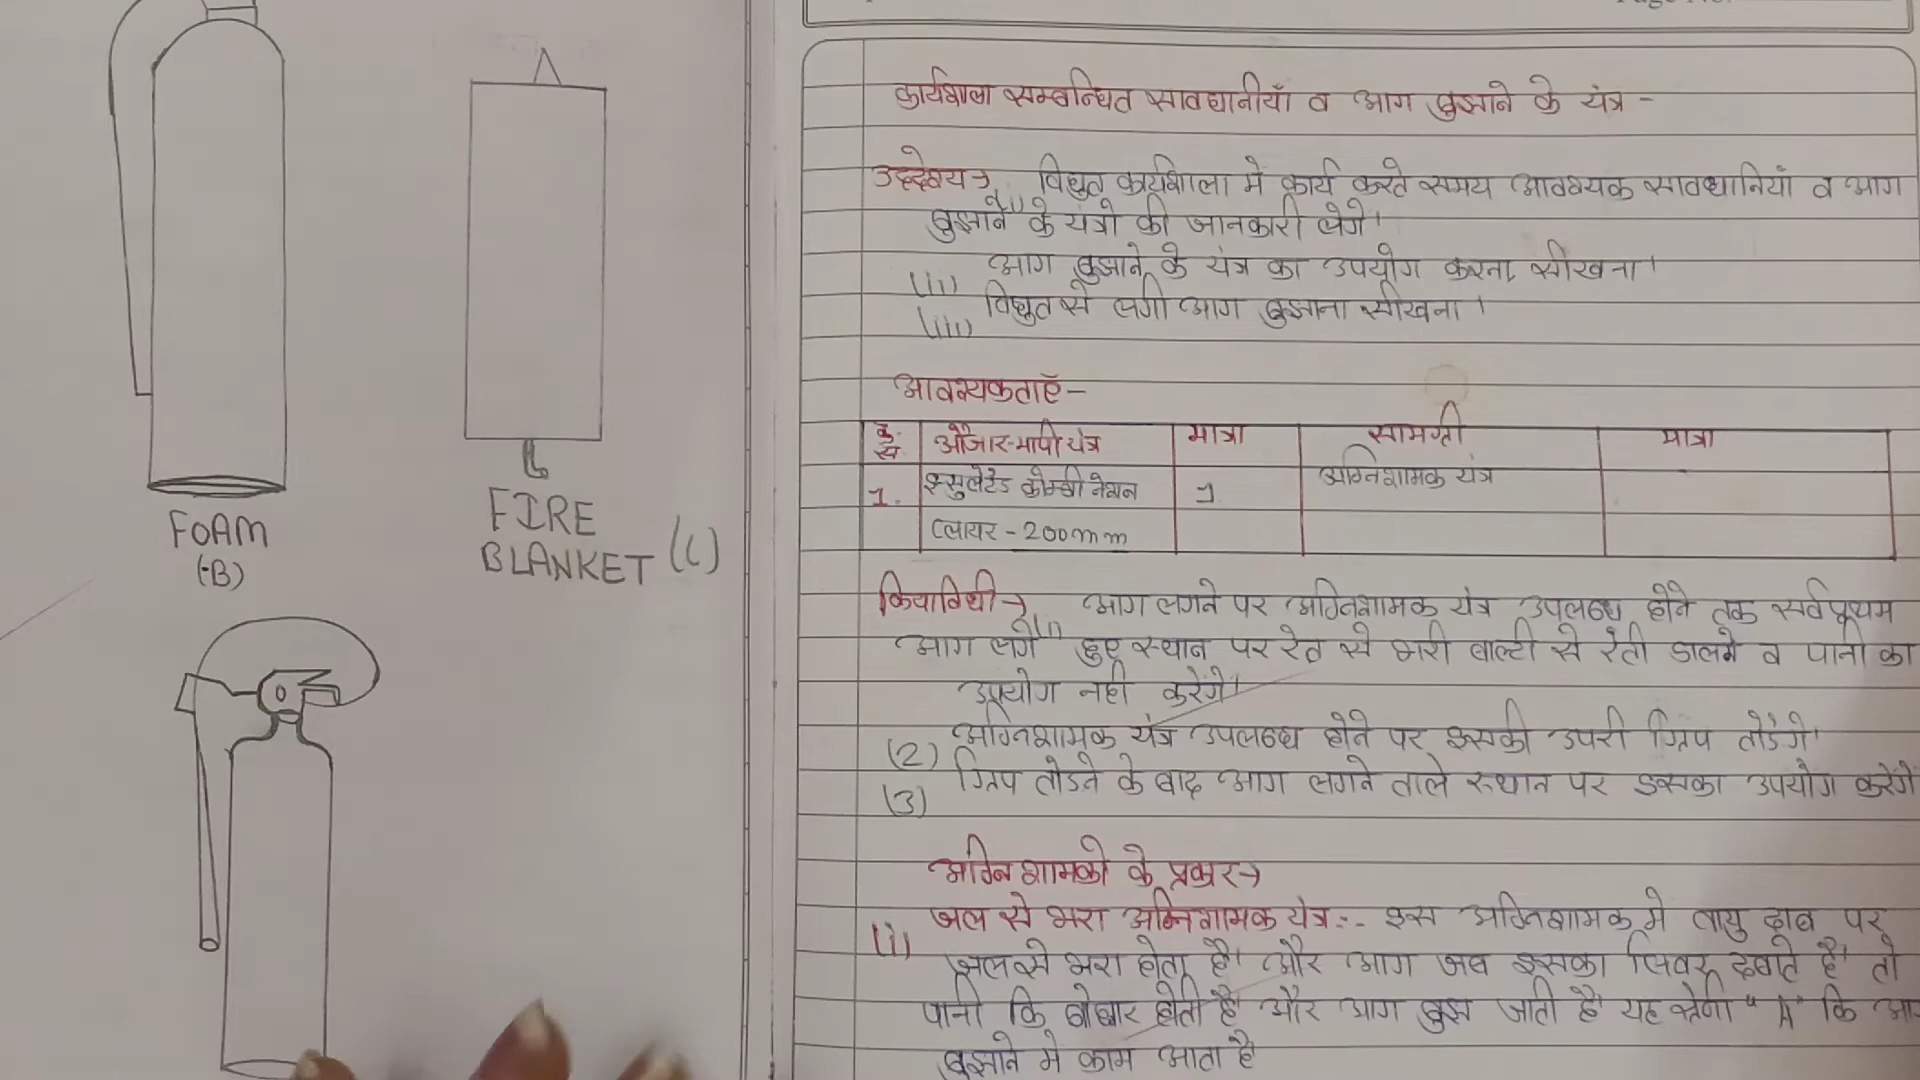 FOAM
(-B)
FIRE
BLANKET (C)
कार्यशाला सम्बन्धित सावधानीयाँ व आग बुझाने के यंत्र -
उद्देश्य→ विधुत कार्यशाला में कार्य करते समय आवश्यक सावधानियाँ व आग
बुझाने के यंत्रो की जानकारी लेगे।
(ii) आग बुझाने के यंत्र का उपयोग करना सीखना।
(iii) विधुत से लगी आग बुझाना सीखना।
आवश्यकताएँ-
क्र. स. औजार-मापी यंत्र मात्रा सामग्री मात्रा
1. इन्सुलेटेड कोम्बीनेशन 1 अग्निशामक यंत्र
प्लायर - 200mm
कियाविधी→ आग लगने पर अग्निशामक यंत्र उपलब्ध होने तक सर्वप्रथम
आग लगे हुए स्थान पर रेत से भरी बाल्टी से रेती डालगे व पानी का
उपयोग नही करेंगे।
(2) अग्निशामक यंत्र उपलब्ध होने पर इसकी उपरी ग्रिप तोडेगे।
(3) ग्रिप तोडने के बाद आग लगने वाले स्थान पर इसका उपयोग करेंगे
अग्निशामको के प्रकार→
(i) जल से भरा अग्निशामक यंत्र:- इस अग्निशामक मे वायु दाब पर
जल से भरा होता है। और आग जब इसका लिवर दबाते है। तो
पानी कि बोछार होती है और आग बुझ जाती है यह श्रेणी "A" कि आ
बुझाने मे काम आता है